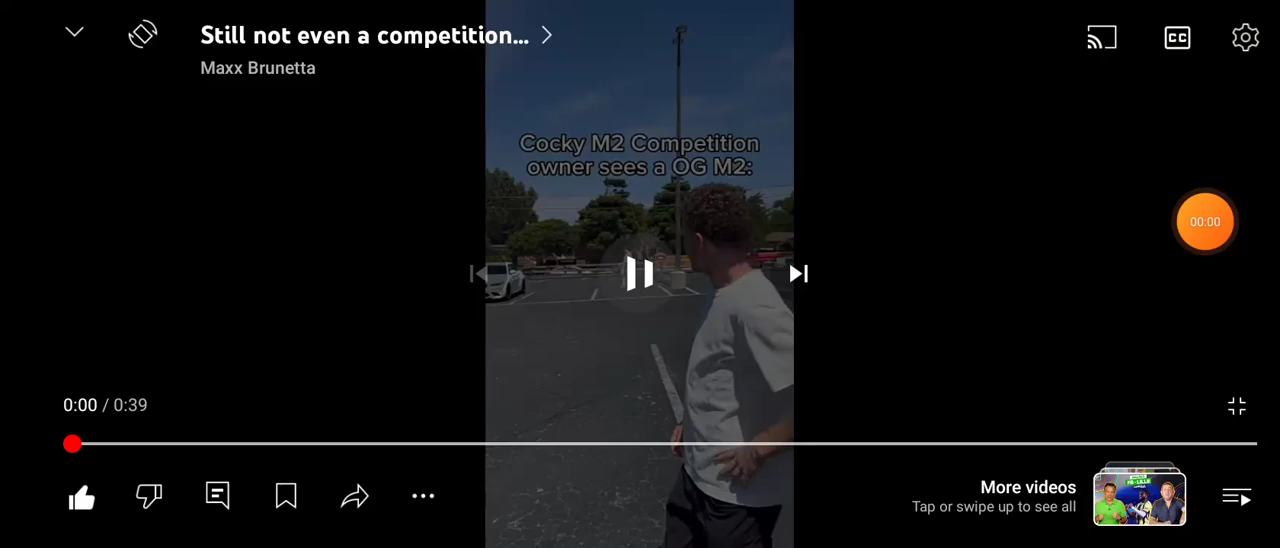 Still not even a competition...
Maxx Brunetta
CC
Cocky M2 Competition
owner sees a OG M2:
00:00
0:00 / 0:39
More videos
Tap or swipe up to see all